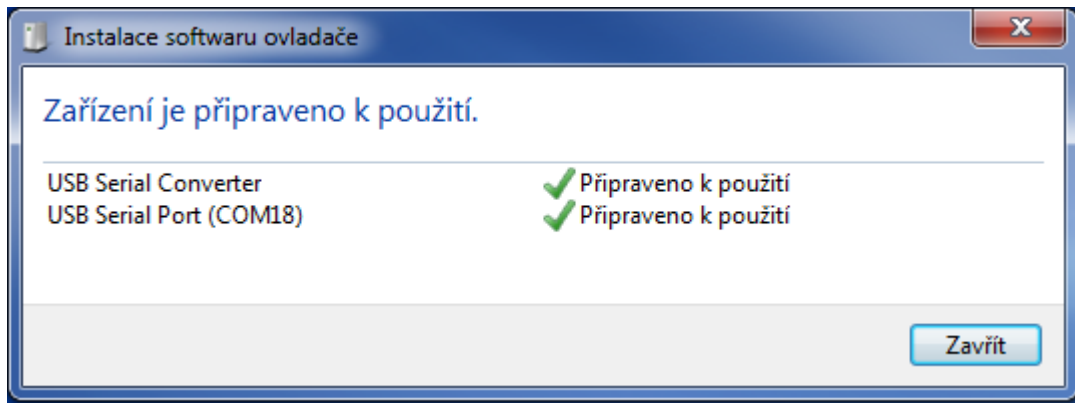 Instalace softwaru ovladače
Zařízení je připraveno k použití.
USB Serial Converter Připraveno k použití
USB Serial Port (COM18) Připraveno k použití
Zavřít